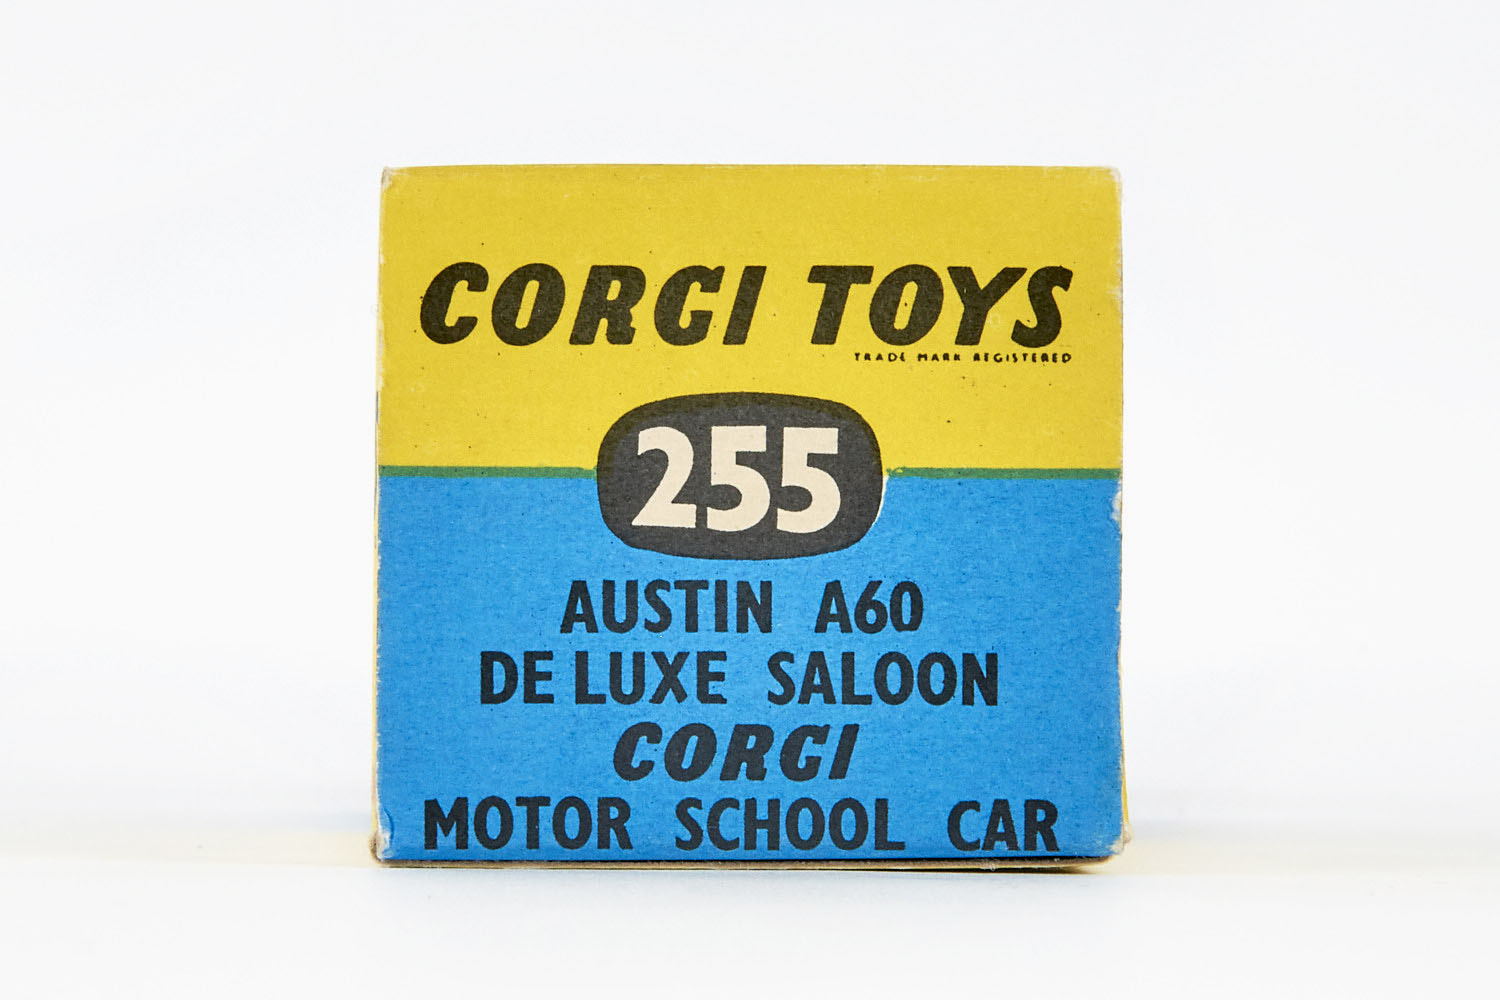 CORGI TOYS
TRADE MARK REGISTERED
255
AUSTIN A60
DE LUXE SALOON
CORGI
MOTOR SCHOOL CAR